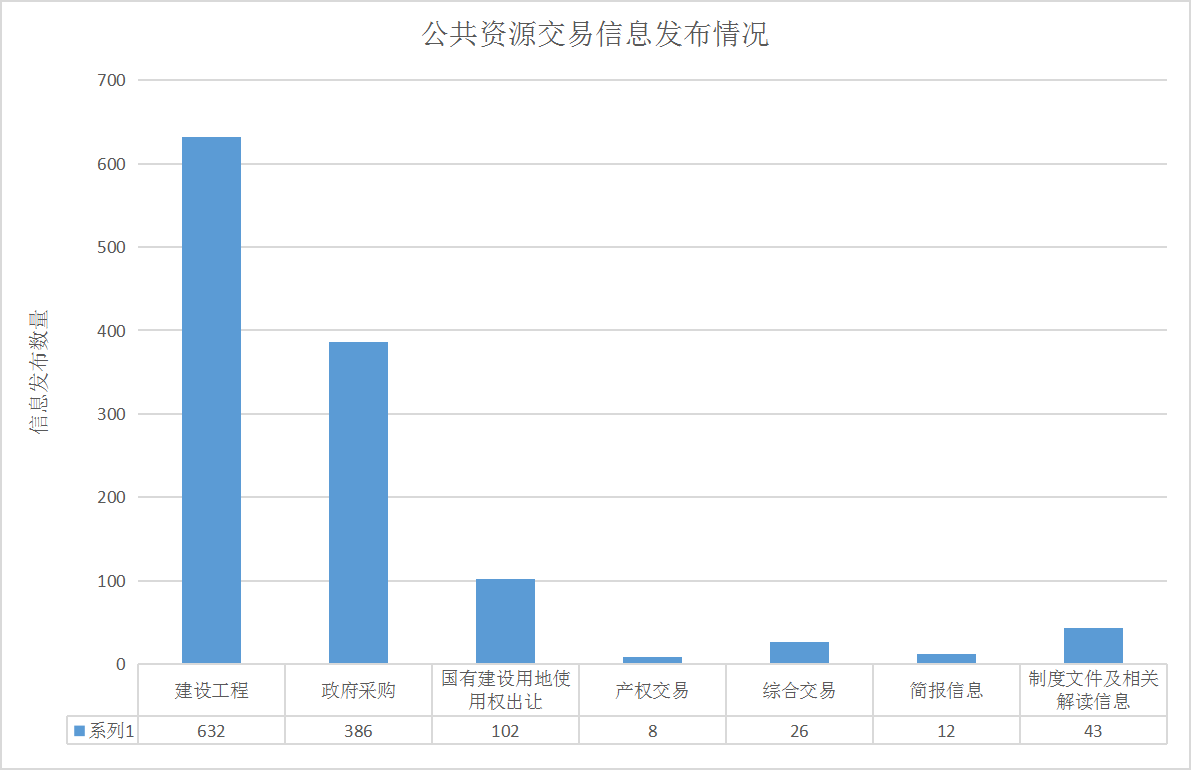 公共资源交易信息发布情况
700
600
500
400
300
200
100
0
信息发布数量
建设工程
政府采购
国有建设用地使
用权出让
产权交易
综合交易
简报信息
制度文件及相关
解读信息
系列1 632 386 102 8 26 12 43